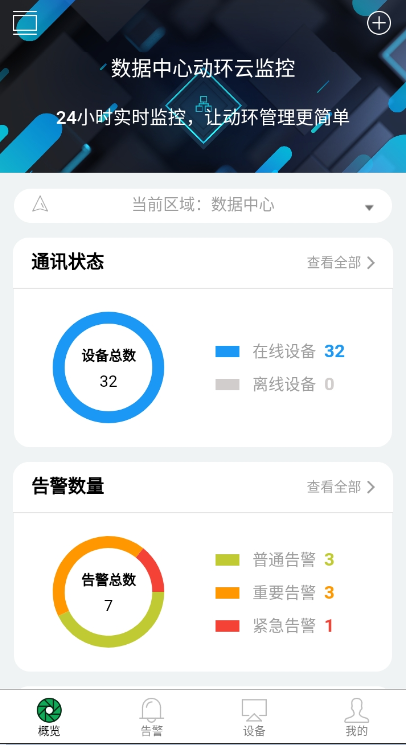 数据中心动环云监控
24小时实时监控，让动环管理更简单
当前区域：数据中心
通讯状态 查看全部
设备总数
32
在线设备 32
离线设备 0
告警数量 查看全部
告警总数
7
普通告警 3
重要告警 3
紧急告警 1
概览 告警 设备 我的